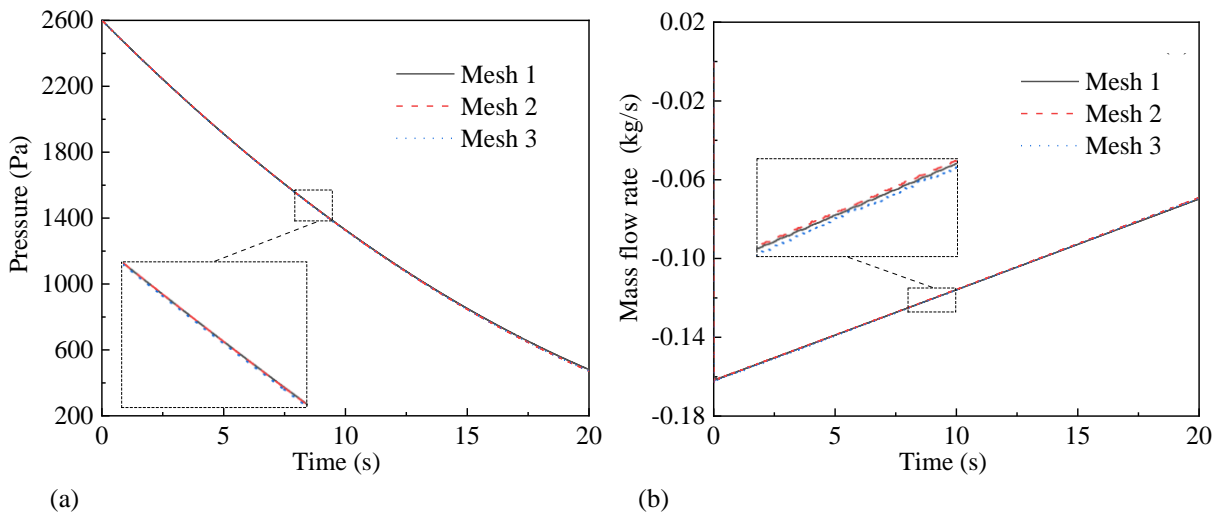 2600
2200
1800
1400
1000
600
200
Pressure (Pa)
Mesh 1
Mesh 2
Mesh 3
0
5
10
15
20
Time (s)
(a)
0.02
-0.02
-0.06
-0.10
-0.14
-0.18
Mass flow rate (kg/s)
Mesh 1
Mesh 2
Mesh 3
0
5
10
15
20
Time (s)
(b)